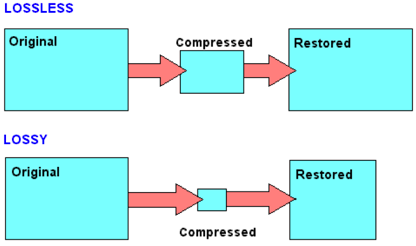 LOSSLESS
Original
Compressed
Restored
LOSSY
Original
Restored
Compressed